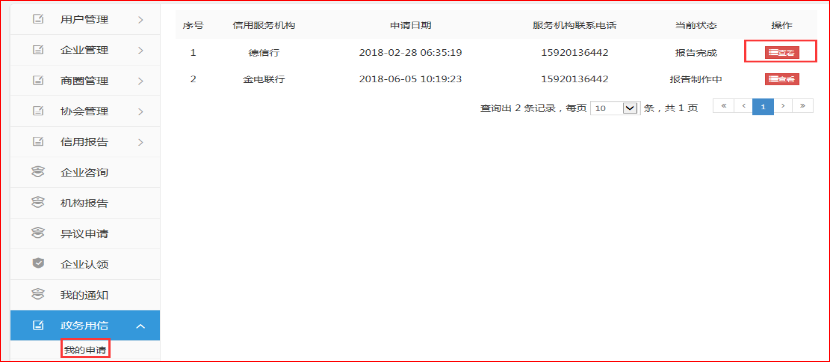 用户管理
企业管理
商圈管理
协会管理
信用报告
企业咨询
机构报告
异议申请
企业认领
我的通知
政务用信
我的申请
序号 信用服务机构 申请日期 服务机构联系电话 当前状态 操作
1 德信行 2018-02-28 06:35:19 15920136442 报告完成 查看
2 金电联行 2018-06-05 10:19:23 15920136442 报告制作中 查看
查询出 2 条记录，每页 10 条，共 1 页 « ‹ 1 › »